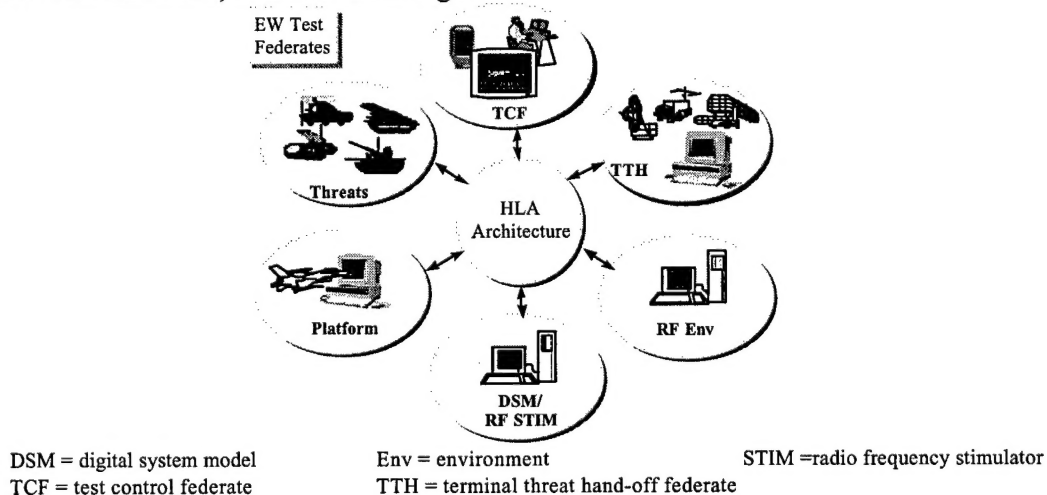 EW Test
Federates
TCF
Threats
TTH
HLA
Architecture
Platform
RF Env
DSM/
RF STIM
DSM = digital system model
Env = environment
STIM =radio frequency stimulator
TCF = test control federate
TTH = terminal threat hand-off federate